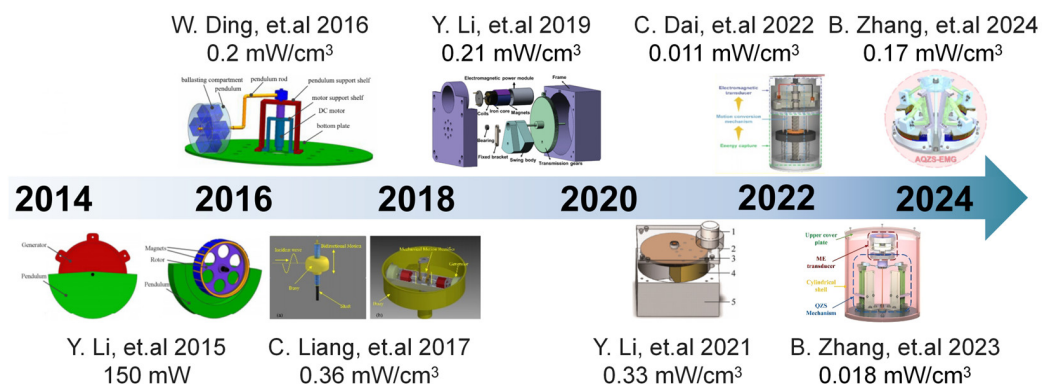 W. Ding, et.al 2016
0.2 mW/cm³
Y. Li, et.al 2019
0.21 mW/cm³
C. Dai, et.al 2022
0.011 mW/cm³
B. Zhang, et.al 2024
0.17 mW/cm³
ballasting compartment
pendulum
pendulum rod
pendulum support shelf
motor support shelf
DC motor
bottom plate
Electromagnetic power module
Frame
Coils
Iron core
Magnets
Bearing
Fixed bracket
Swing body
Transmission gears
Electromagnetic
transducer
Motion conversion
mechanism
Energy capture
AQZS-EMG
2014
2016
2018
2020
2022
2024
Generator
Pendulum
Magnets
Rotor
Pendulum
Bidirectional Motion
Buoy
Shaft
(a)
Generator
Buoy
(b)
1
2
3
4
5
Upper cover
plate
ME
transducer
Cylindrical
shell
QZS
Mechanism
Y. Li, et.al 2015
150 mW
C. Liang, et.al 2017
0.36 mW/cm³
Y. Li, et.al 2021
0.33 mW/cm³
B. Zhang, et.al 2023
0.018 mW/cm³